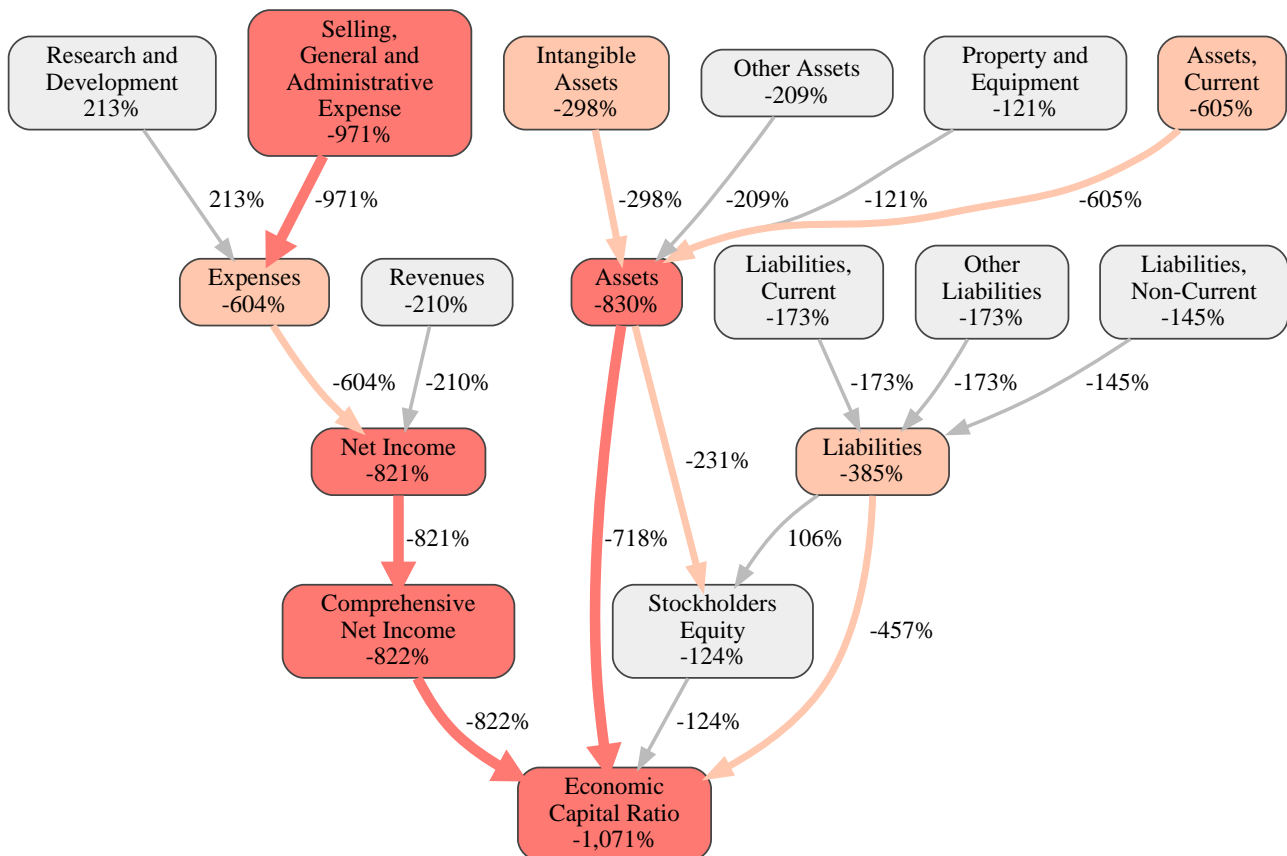 Research and
Development
213%
Selling,
General and
Administrative
Expense
-971%
Intangible
Assets
-298%
Other Assets
-209%
Property and
Equipment
-121%
Assets,
Current
-605%
213%
-971%
-298%
-209%
-121%
-605%
Expenses
-604%
Revenues
-210%
Assets
-830%
Liabilities,
Current
-173%
Other
Liabilities
-173%
Liabilities,
Non-Current
-145%
-604%
-210%
-173%
-173%
-145%
Net Income
-821%
-231%
Liabilities
-385%
-821%
-718%
106%
Comprehensive
Net Income
-822%
Stockholders
Equity
-124%
-457%
-822%
-124%
Economic
Capital Ratio
-1,071%